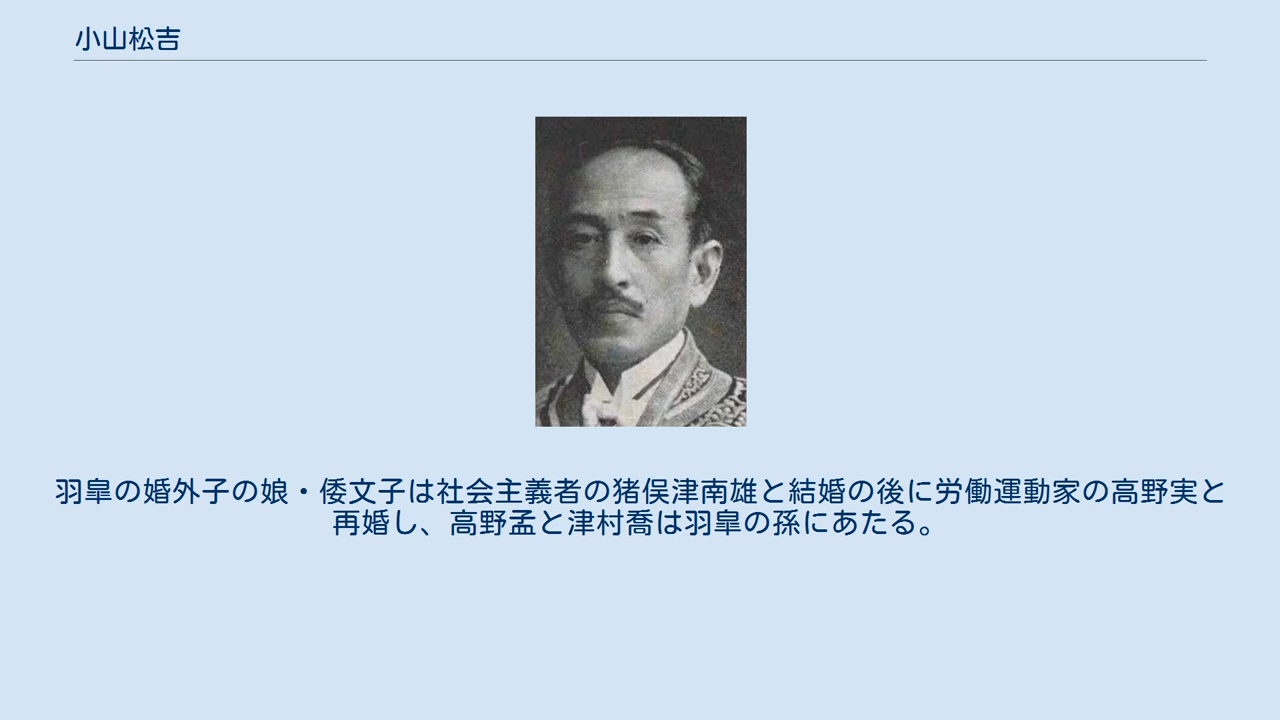 小山松吉
羽皐の婚外子の娘・倭文子は社会主義者の猪俣津南雄と結婚の後に労働運動家の高野実と
再婚し、高野孟と津村喬は羽皐の孫にあたる。